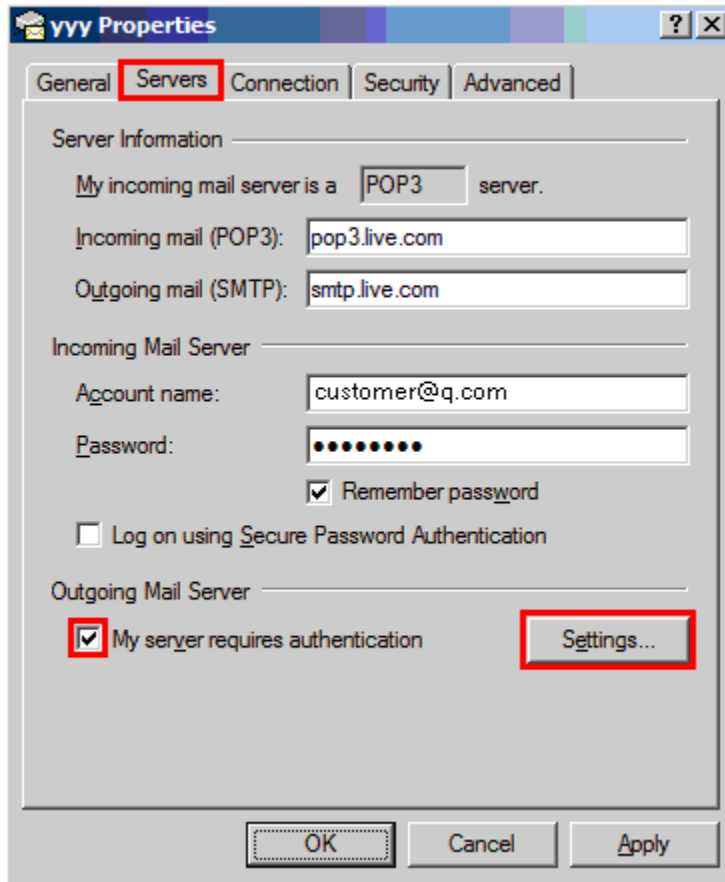 yyy Properties
General Servers Connection Security Advanced
Server Information
My incoming mail server is a POP3 server.
Incoming mail (POP3): pop3.live.com
Outgoing mail (SMTP): smtp.live.com
Incoming Mail Server
Account name: customer@q.com
Password: ●●●●●●●●
Remember password
Log on using Secure Password Authentication
Outgoing Mail Server
My server requires authentication Settings...
OK Cancel Apply